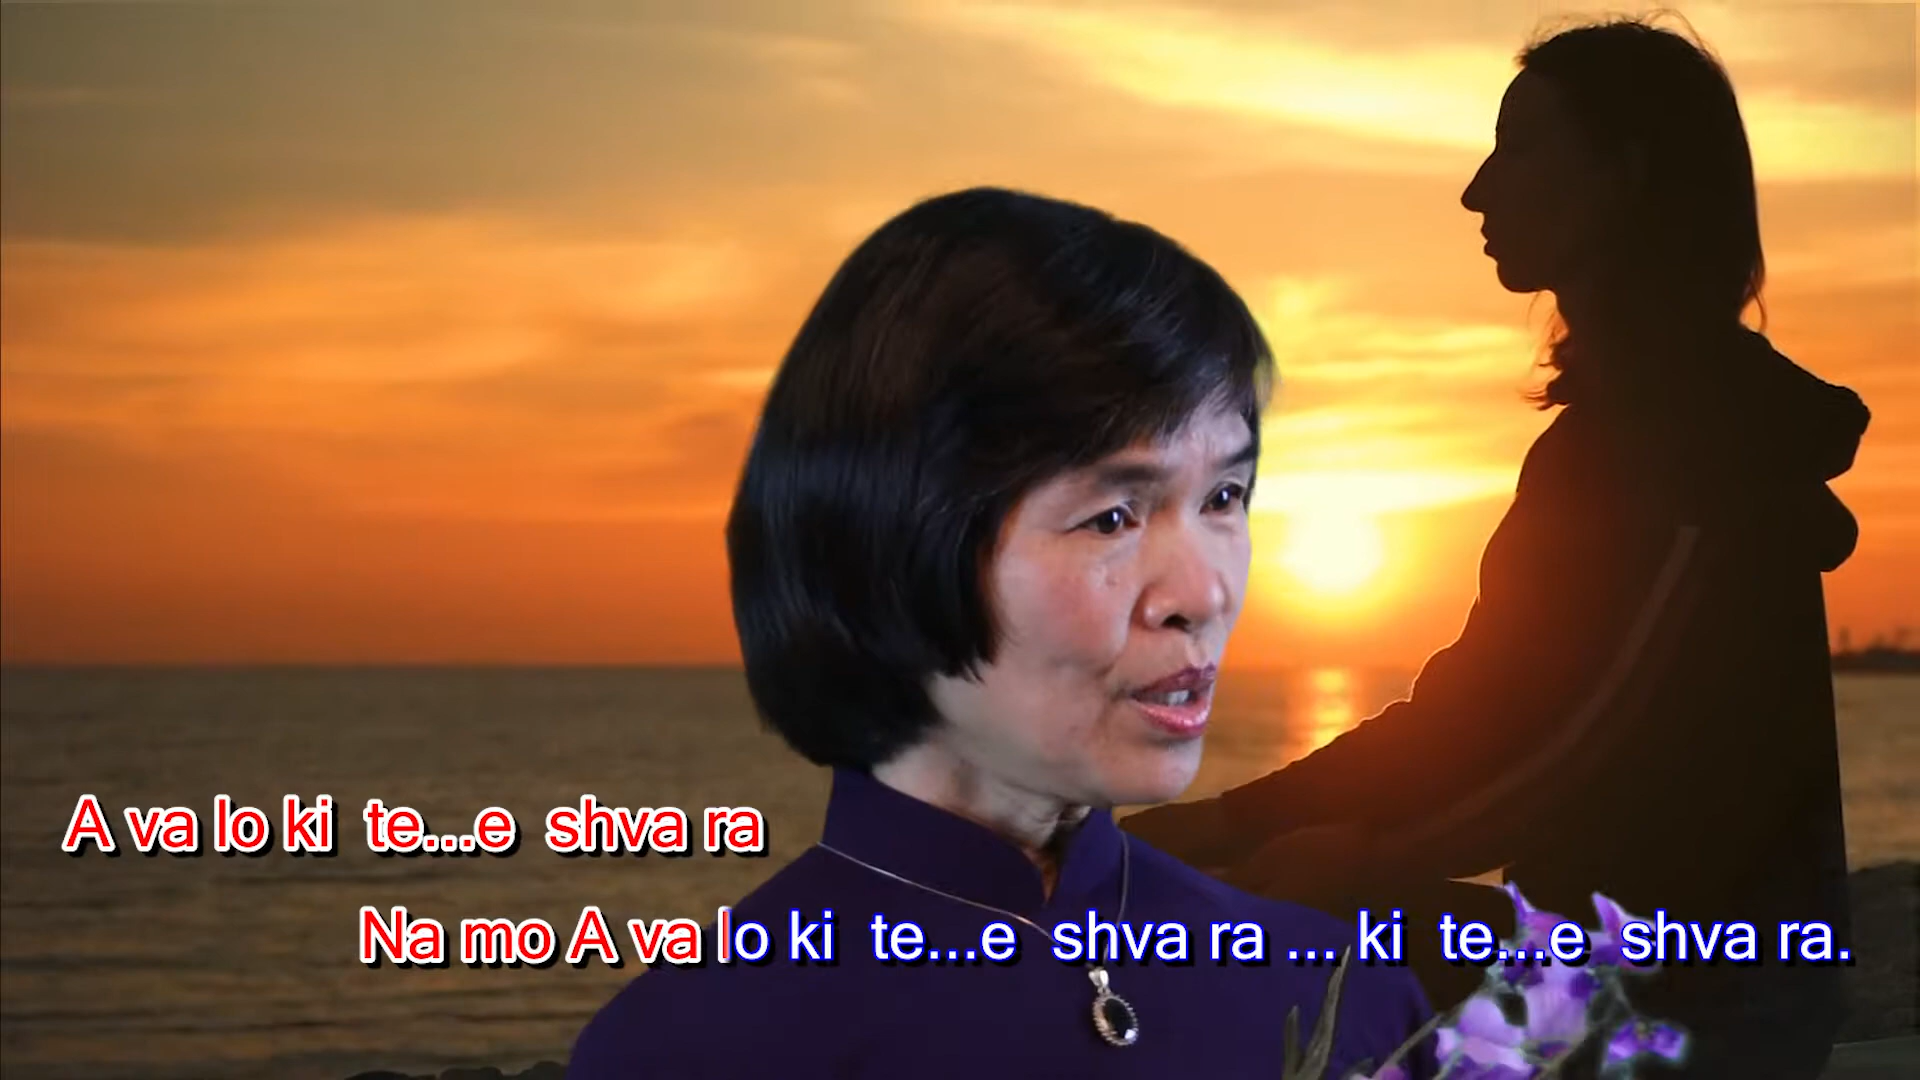 A va lo ki te...e shva ra
Na mo A va lo ki te...e shva ra ... ki te...e shva ra.